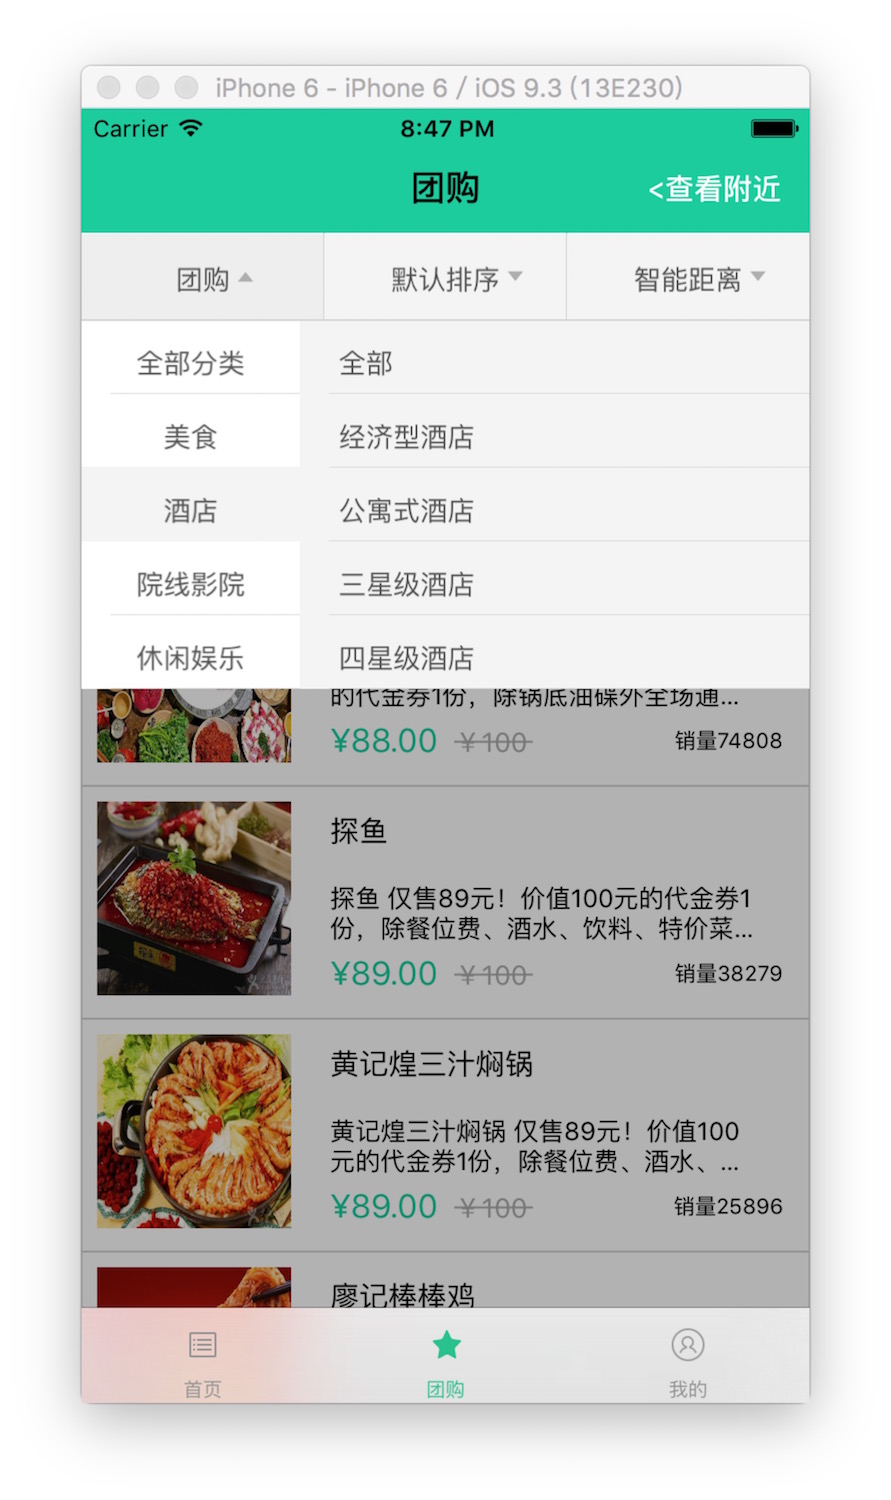 iPhone 6 - iPhone 6 / iOS 9.3 (13E230)
Carrier 8:47 PM
团购 <查看附近
团购 默认排序 智能距离
全部分类 全部
美食 经济型酒店
酒店 公寓式酒店
院线影院 三星级酒店
休闲娱乐 四星级酒店
的代金券1份，除锅底油碟外全场通...
¥88.00 ¥100 销量74808
探鱼
探鱼 仅售89元！价值100元的代金券1
份，除餐位费、酒水、饮料、特价菜...
¥89.00 ¥100 销量38279
黄记煌三汁焖锅
黄记煌三汁焖锅 仅售89元！价值100
元的代金券1份，除餐位费、酒水、...
¥89.00 ¥100 销量25896
廖记棒棒鸡
首页 团购 我的